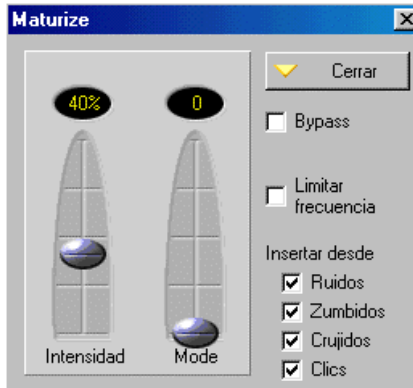 Maturize
40%
0
Intensidad
Mode
Cerrar
Bypass
Limitar
frecuencia
Insertar desde
Ruidos
Zumbidos
Crujidos
Clics